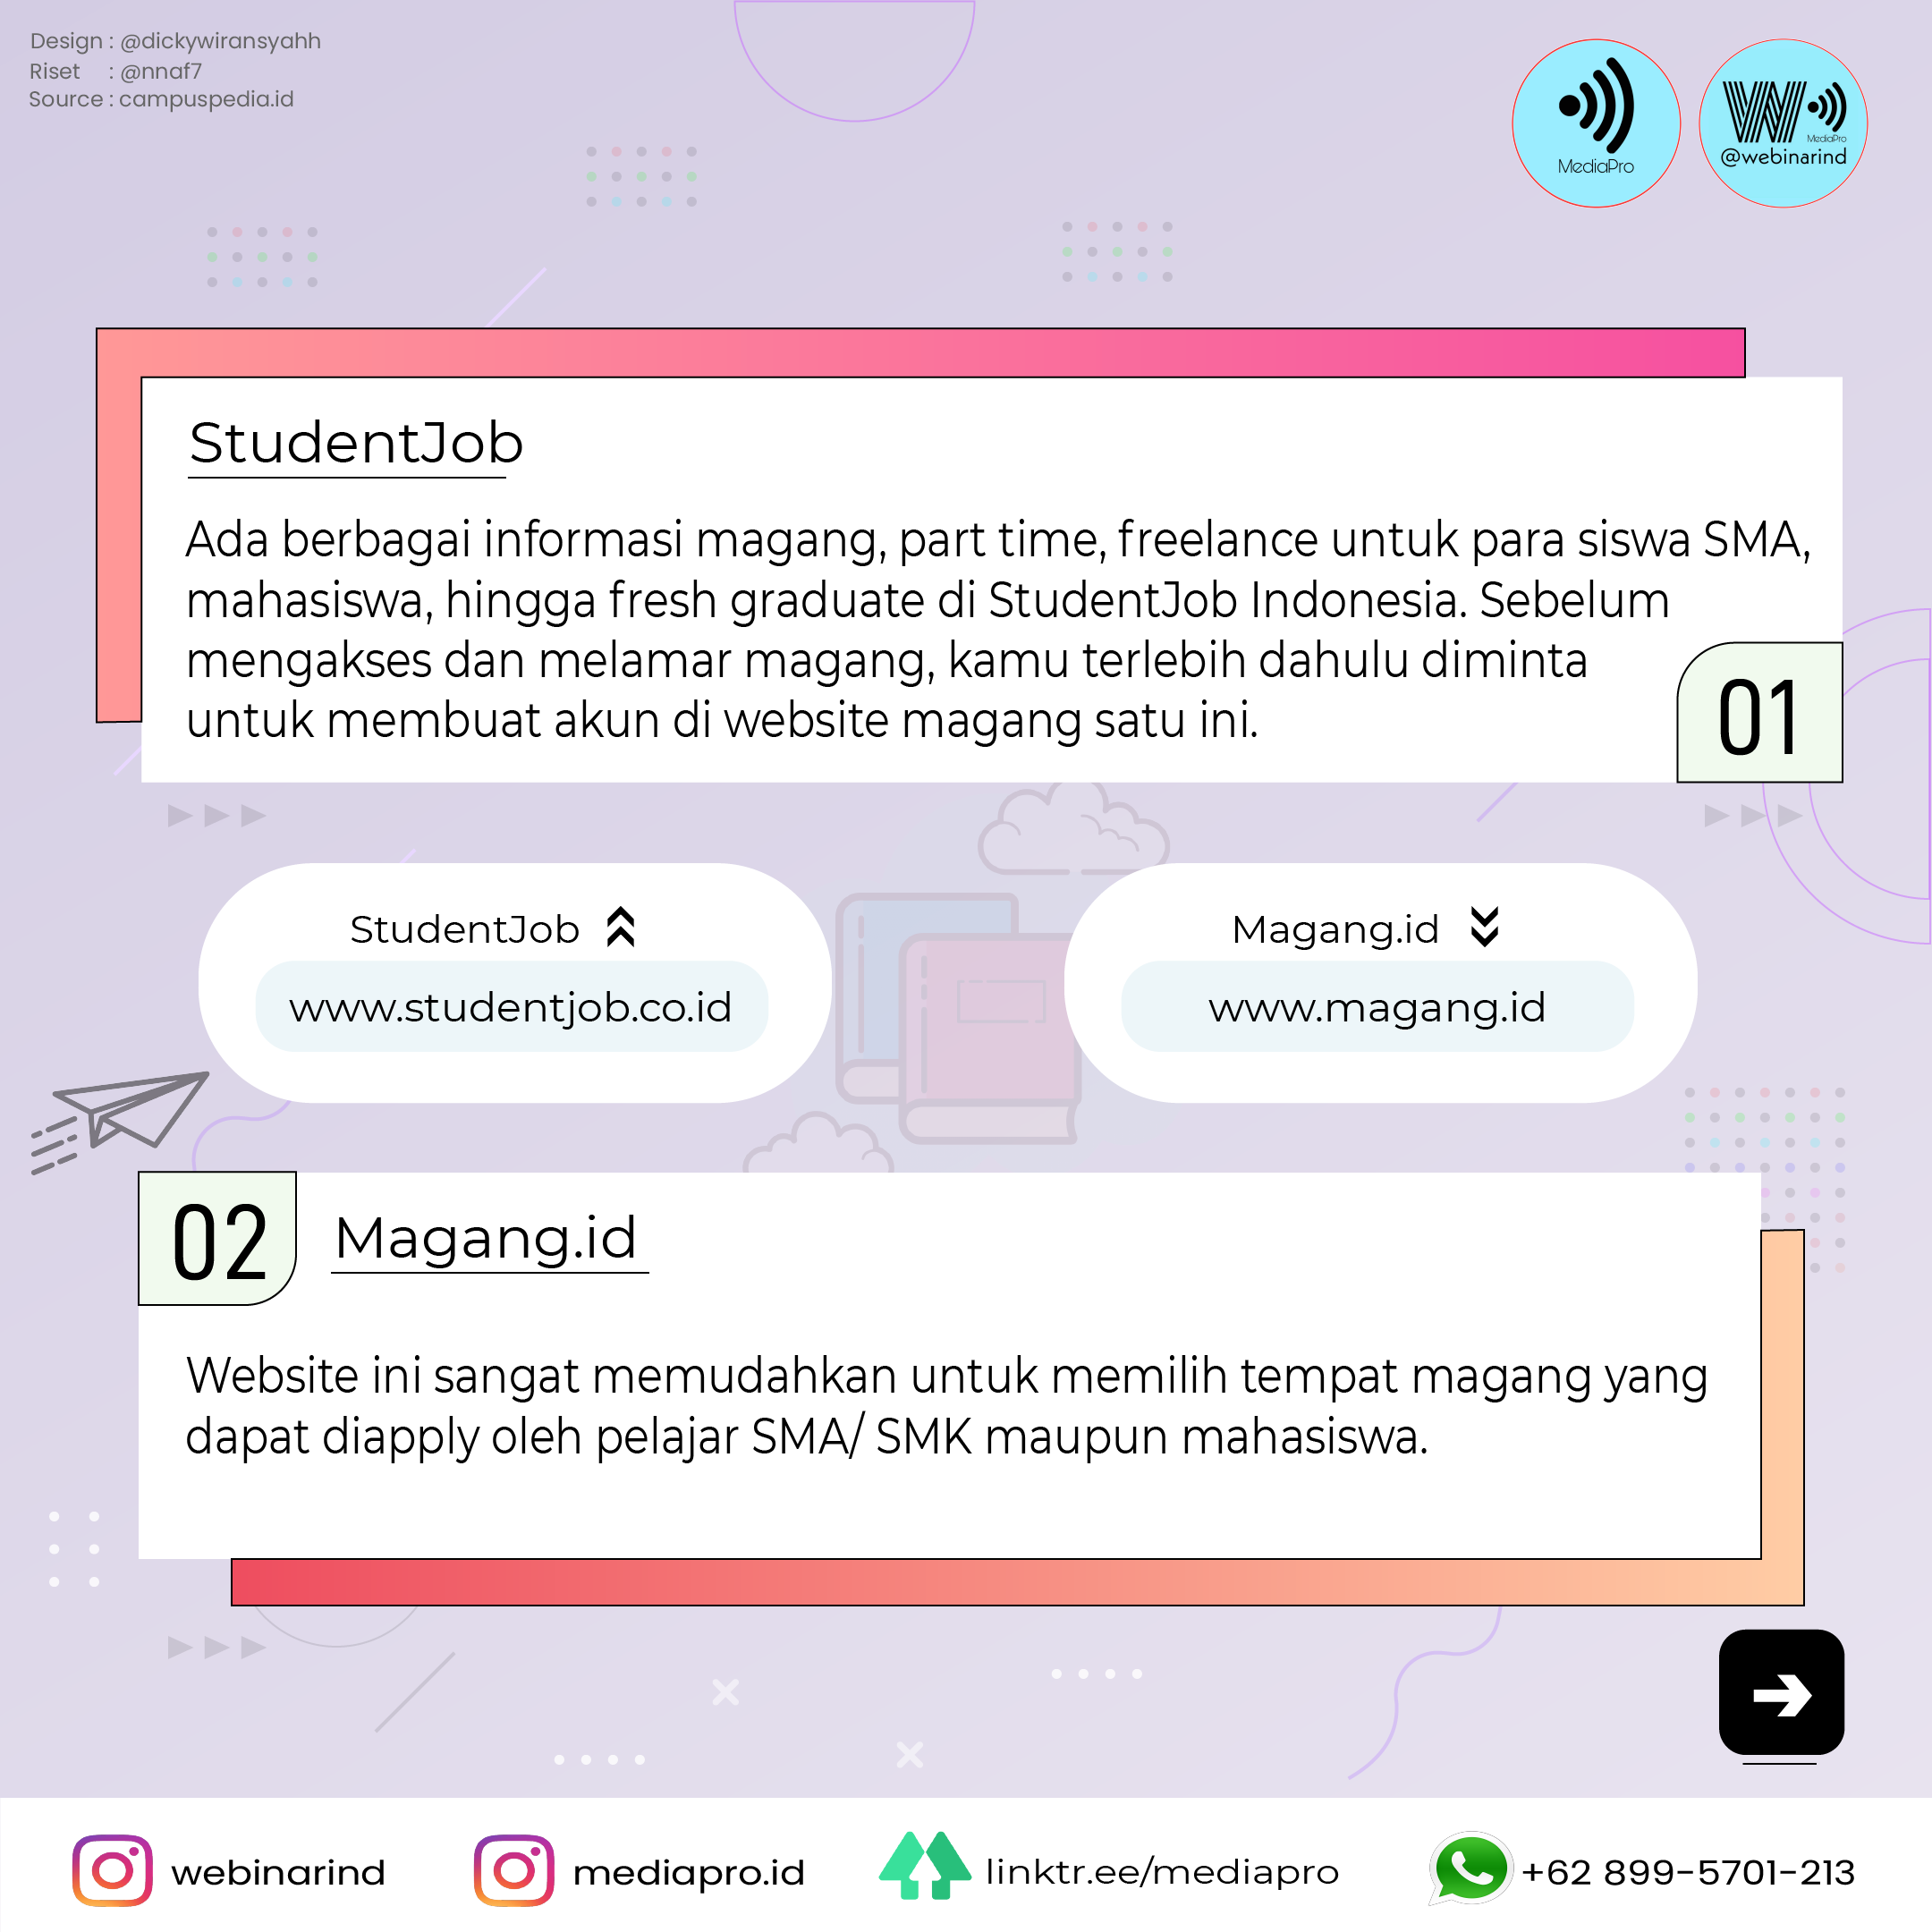 Design : @dickywiransyahh
Riset : @nnaf7
Source : campuspedia.id
MediaPro
W
MediaPro
@webinarind
StudentJob
Ada berbagai informasi magang, part time, freelance untuk para siswa SMA,
mahasiswa, hingga fresh graduate di StudentJob Indonesia. Sebelum
mengakses dan melamar magang, kamu terlebih dahulu diminta
untuk membuat akun di website magang satu ini.
01
StudentJob
www.studentjob.co.id
Magang.id
www.magang.id
02
Magang.id
Website ini sangat memudahkan untuk memilih tempat magang yang
dapat diapply oleh pelajar SMA/ SMK maupun mahasiswa.
webinarind
mediapro.id
linktr.ee/mediapro
+62 899-5701-213